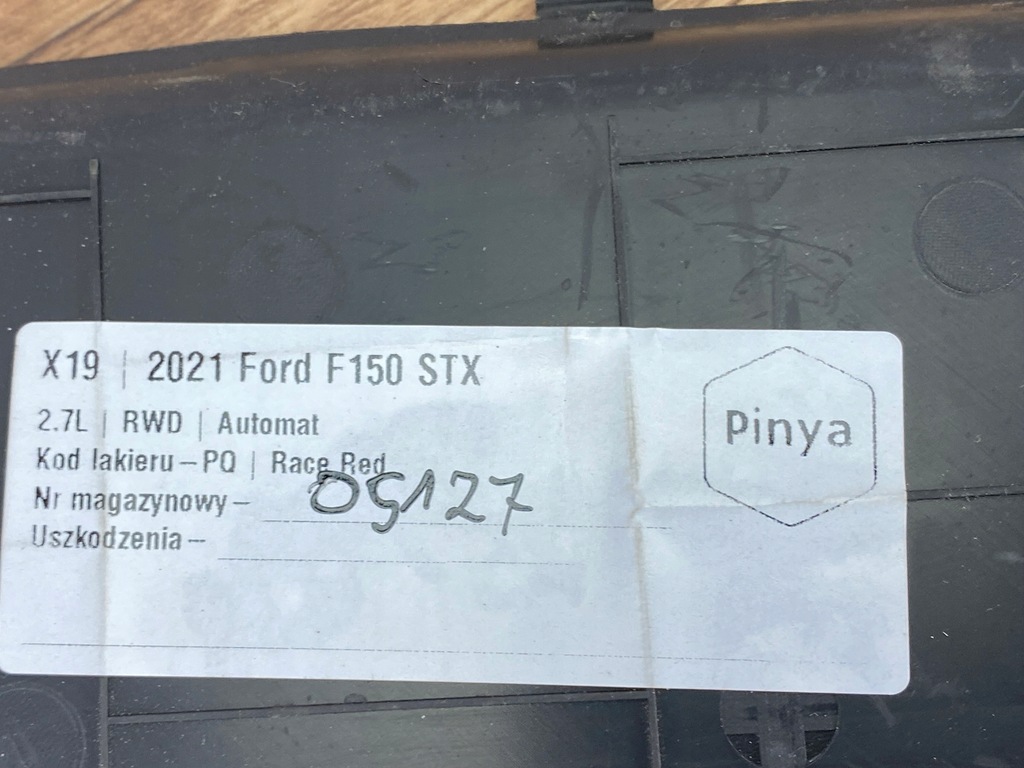 X19 | 2021 Ford F150 STX
2.7L | RWD | Automat
Kod lakieru – PQ | Race Red
Nr magazynowy – 05127
Uszkodzenia –
Pinya